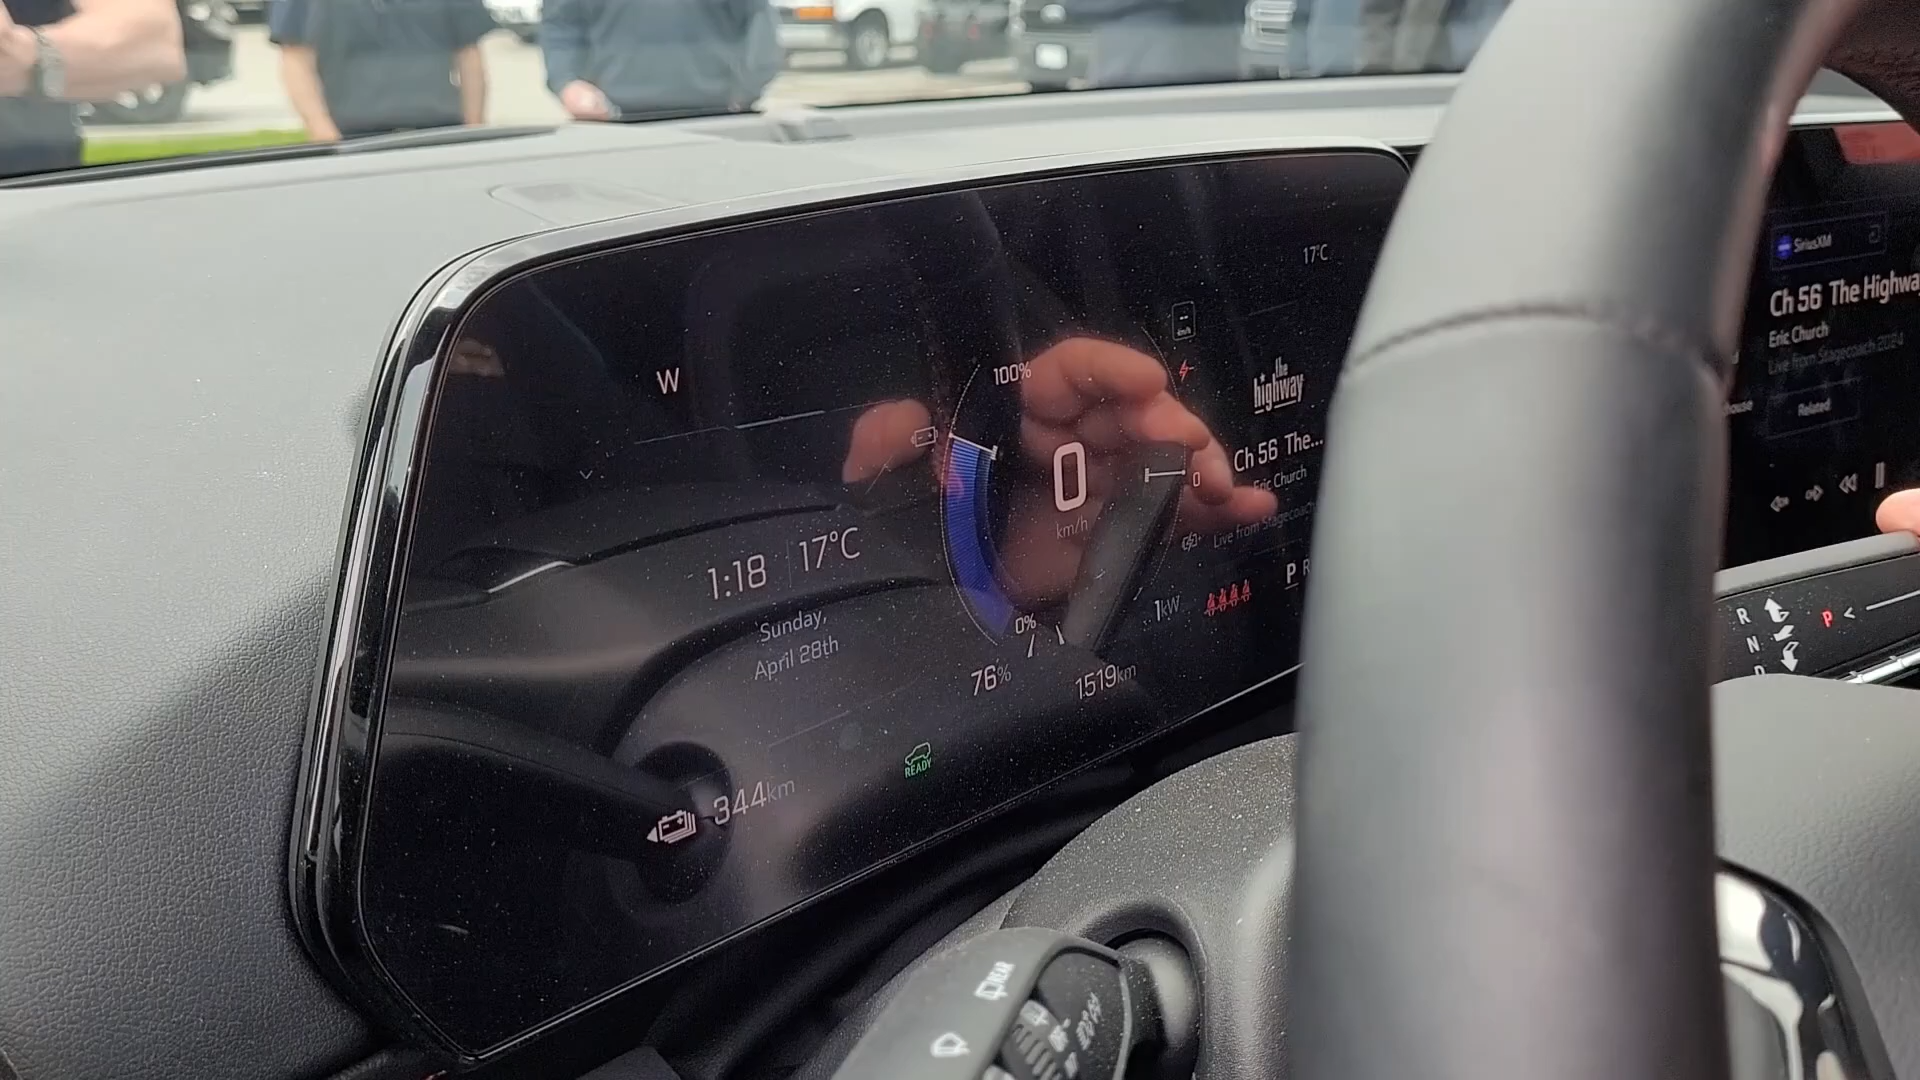 17°C
W
100%
the
highway
0
km/h
0
Ch 56 The...
Eric Church
Live from Stagecoach
1:18 17°C
Sunday,
April 28th
0%
1kW
P R
76%
1519km
READY
344km
SiriusXM
Ch 56 The Highway
Eric Church
Live from Stagecoach 2024
Related
R
N
D
P
REAR